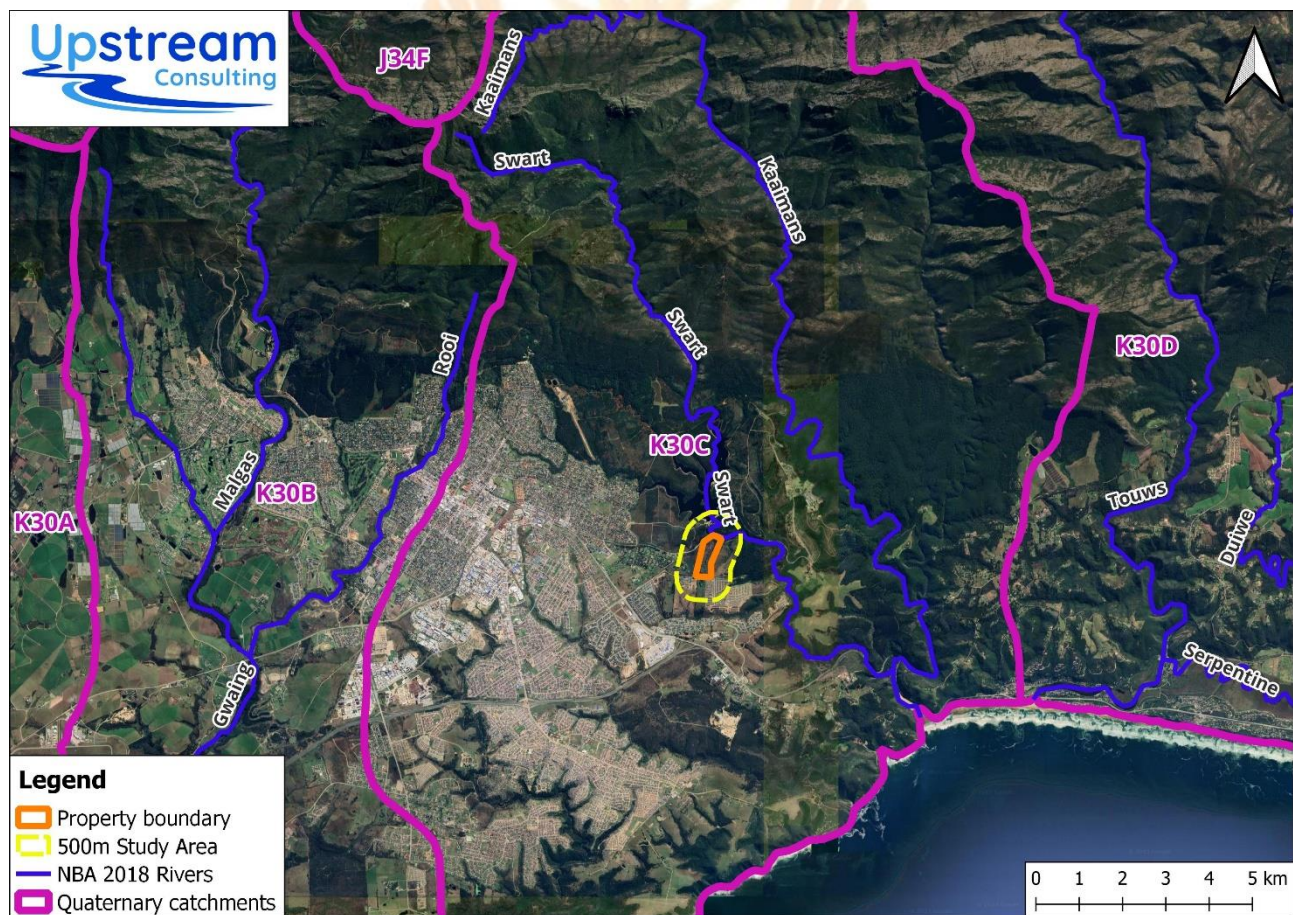 Upstream
Consulting
J34F
Kaaimans
Swart
Kaaimans
Swart
Rooi
K30D
K30C
Malgas
K30B
Swart
Touws
K30A
Duiwe
Serpentine
Gwaing
Legend
Property boundary
500m Study Area
NBA 2018 Rivers
Quaternary catchments
0 1 2 3 4 5 km